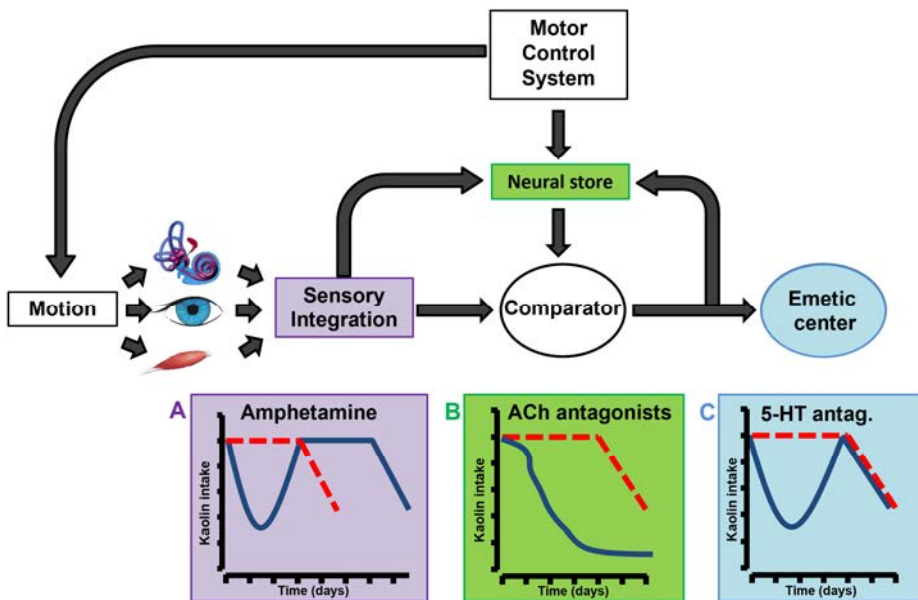 Motor
Control
System
Neural store
Motion
Sensory
Integration
Comparator
Emetic
center
A
Amphetamine
Kaolin intake
Time (days)
B
ACh antagonists
Kaolin intake
Time (days)
C
5-HT antag.
Kaolin intake
Time (days)